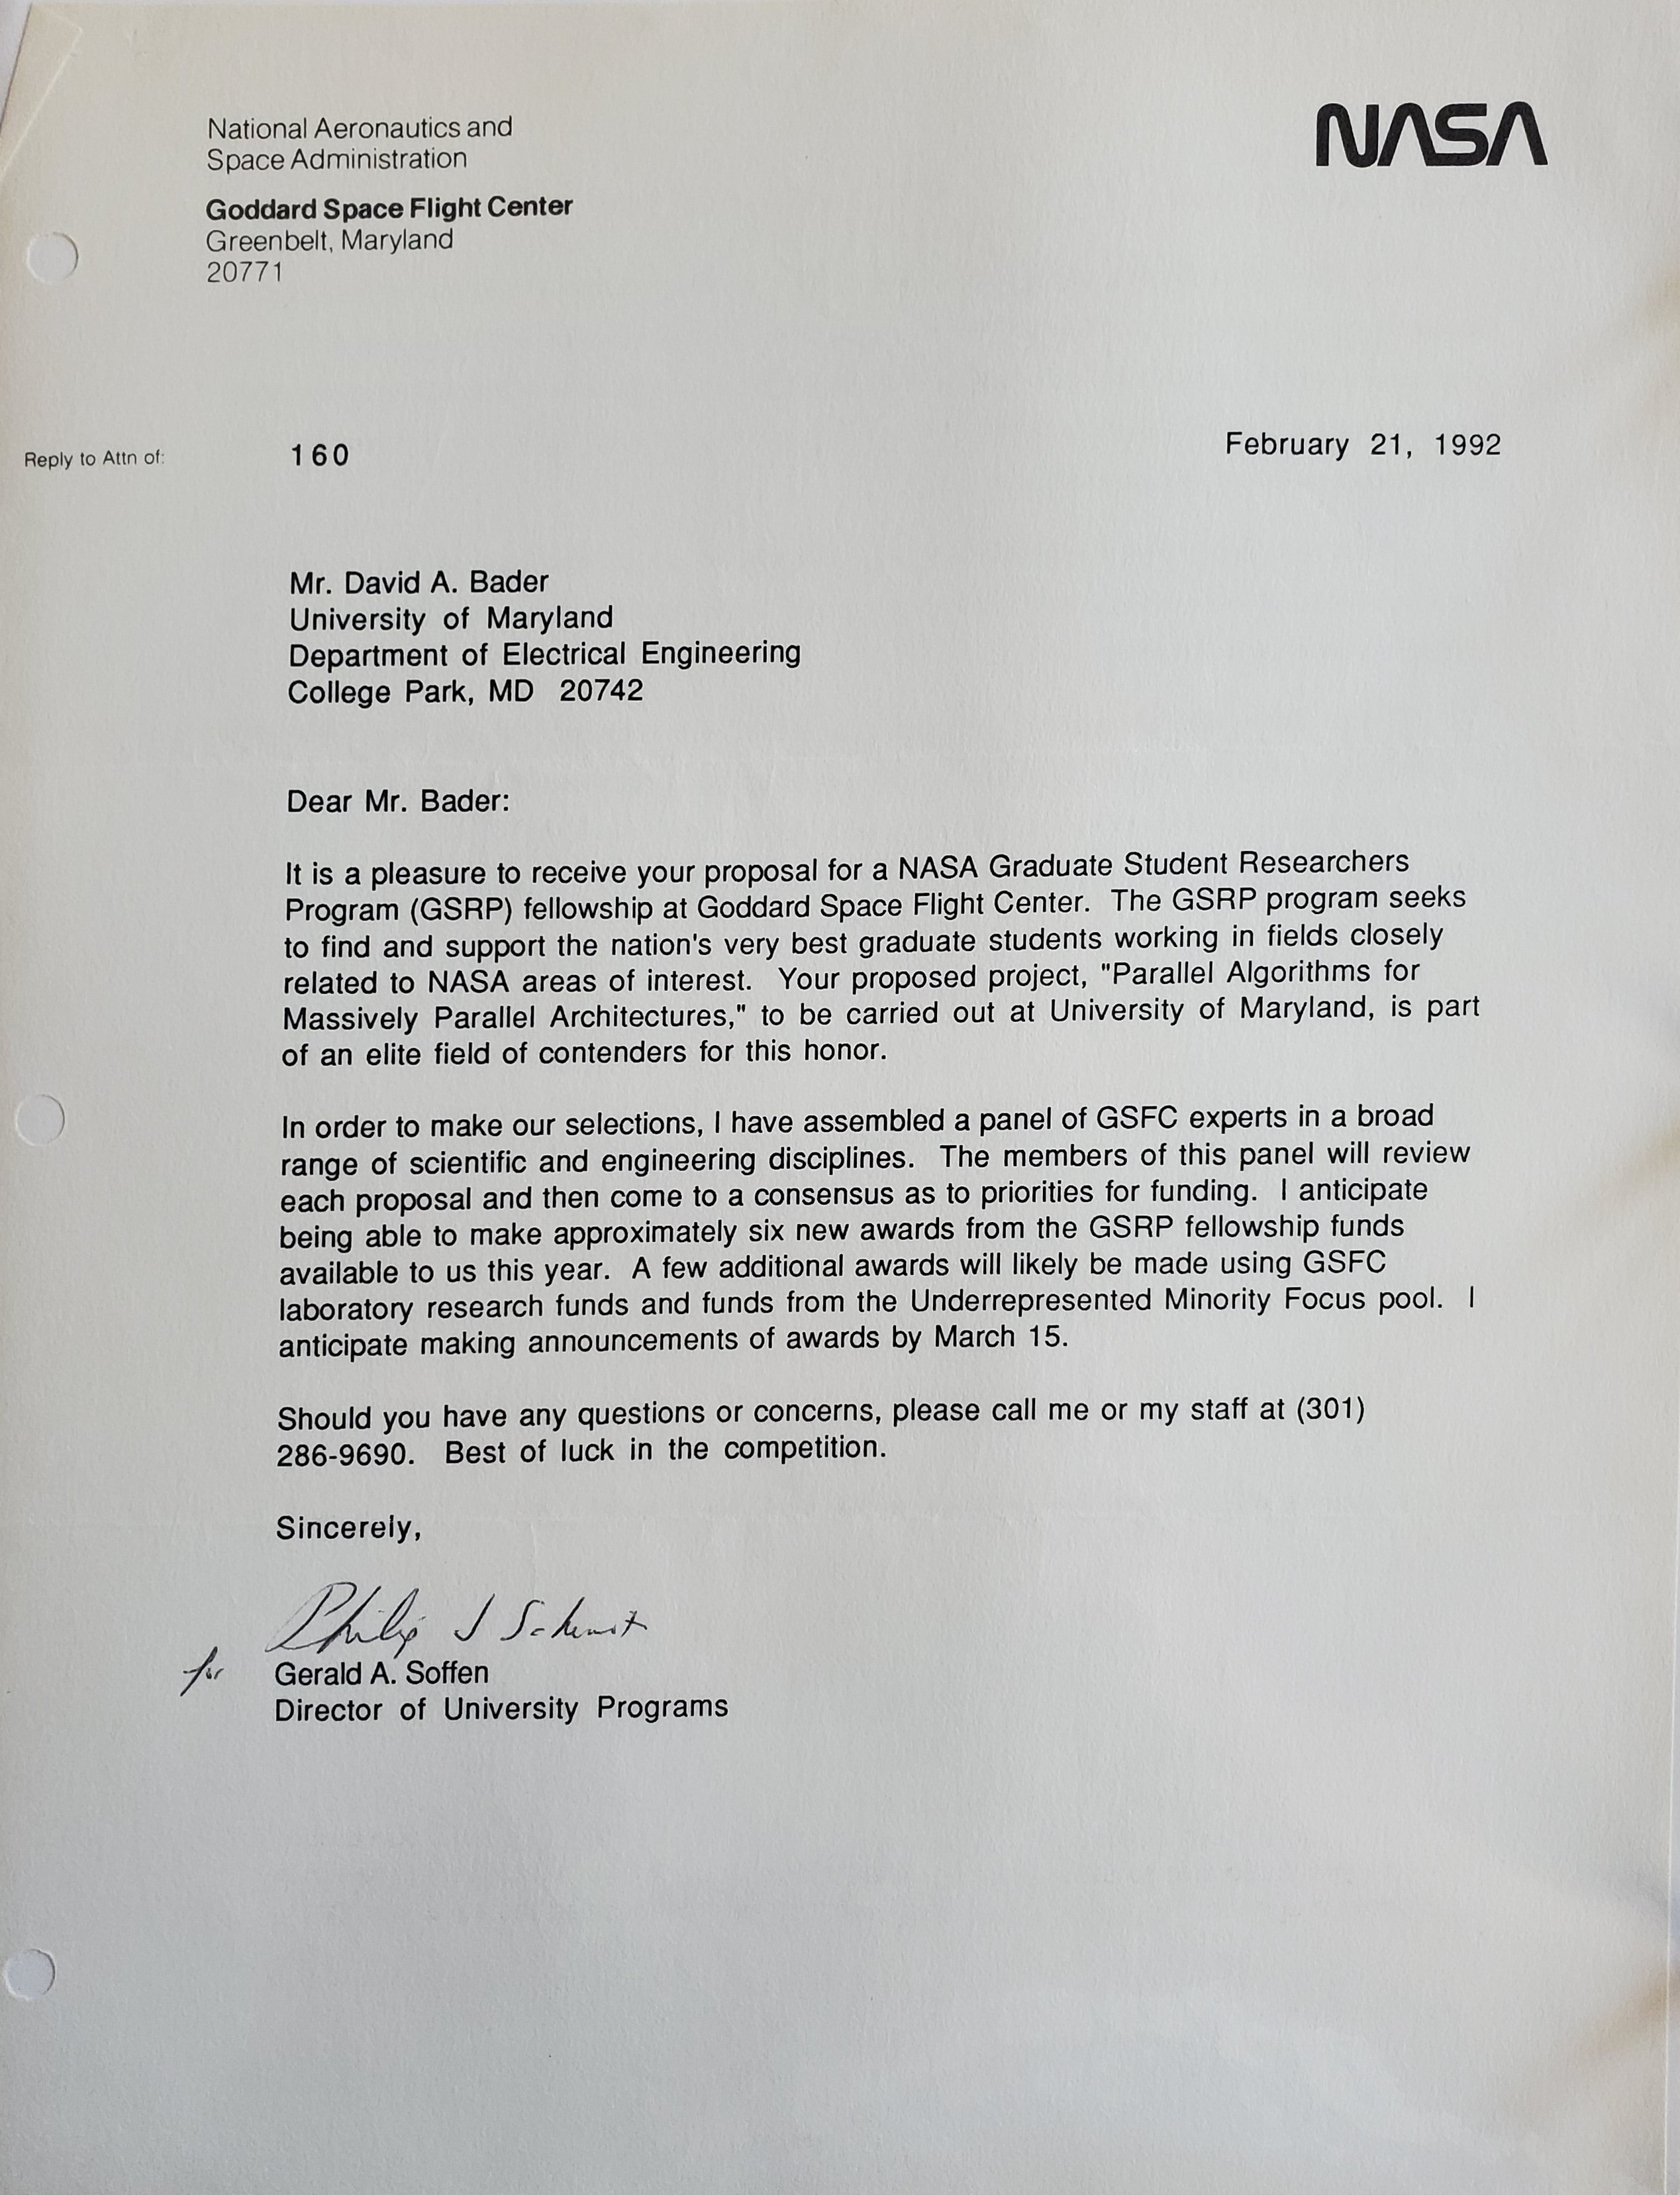 National Aeronautics and
Space Administration
Goddard Space Flight Center
Greenbelt, Maryland
20771
NASA
Reply to Attn of: 160
February 21, 1992
Mr. David A. Bader
University of Maryland
Department of Electrical Engineering
College Park, MD 20742
Dear Mr. Bader:
It is a pleasure to receive your proposal for a NASA Graduate Student Researchers
Program (GSRP) fellowship at Goddard Space Flight Center. The GSRP program seeks
to find and support the nation's very best graduate students working in fields closely
related to NASA areas of interest. Your proposed project, "Parallel Algorithms for
Massively Parallel Architectures," to be carried out at University of Maryland, is part
of an elite field of contenders for this honor.
In order to make our selections, I have assembled a panel of GSFC experts in a broad
range of scientific and engineering disciplines. The members of this panel will review
each proposal and then come to a consensus as to priorities for funding. I anticipate
being able to make approximately six new awards from the GSRP fellowship funds
available to us this year. A few additional awards will likely be made using GSFC
laboratory research funds and funds from the Underrepresented Minority Focus pool. I
anticipate making announcements of awards by March 15.
Should you have any questions or concerns, please call me or my staff at (301)
286-9690. Best of luck in the competition.
Sincerely,
Philip J
for Gerald A. Soffen
Director of University Programs